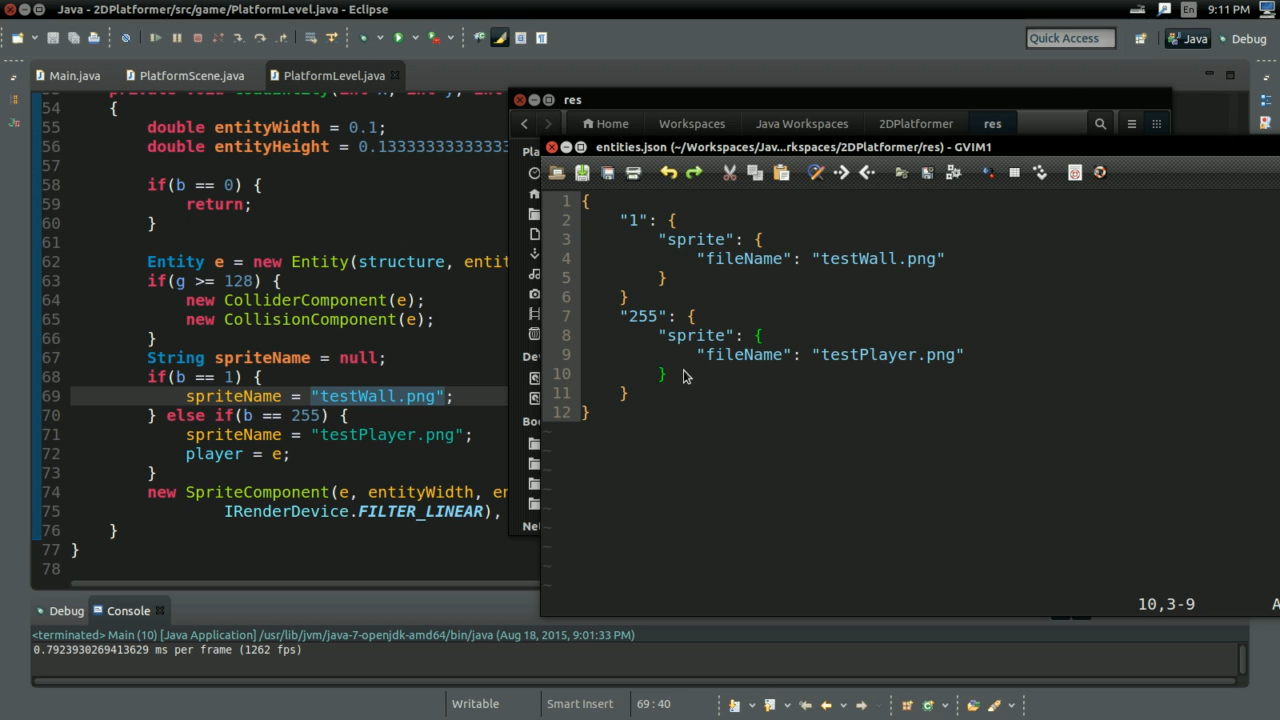 Java - 2DPlatformer/src/game/PlatformLevel.java - Eclipse
En
9:11 PM
Quick Access
Java
Debug
Main.java
PlatformScene.java
PlatformLevel.java
54 {
55 double entityWidth = 0.1;
56 double entityHeight = 0.13333333333333
57
58 if(b == 0) {
59 return;
60 }
61
62 Entity e = new Entity(structure, entit
63 if(g >= 128) {
64 new ColliderComponent(e);
65 new CollisionComponent(e);
66 }
67 String spriteName = null;
68 if(b == 1) {
69 spriteName = "testWall.png";
70 } else if(b == 255) {
71 spriteName = "testPlayer.png";
72 player = e;
73 }
74 new SpriteComponent(e, entityWidth, en
75 IRenderDevice.FILTER_LINEAR),
76 }
77 }
78
res
Home
Workspaces
Java Workspaces
2DPlatformer
res
Pla
De
Boo
Net
entities.json (~/Workspaces/Jav...rkspaces/2DPlatformer/res) - GVIM1
1 {
2 "1": {
3 "sprite": {
4 "fileName": "testWall.png"
5 }
6 }
7 "255": {
8 "sprite": {
9 "fileName": "testPlayer.png"
10 }
11 }
12 }
~
~
~
~
~
~
~
~
~
10,3-9
Debug
Console
<terminated> Main (10) [Java Application] /usr/lib/jvm/java-7-openjdk-amd64/bin/java (Aug 18, 2015, 9:01:33 PM)
0.7923930269413629 ms per frame (1262 fps)
Writable
Smart Insert
69 : 40